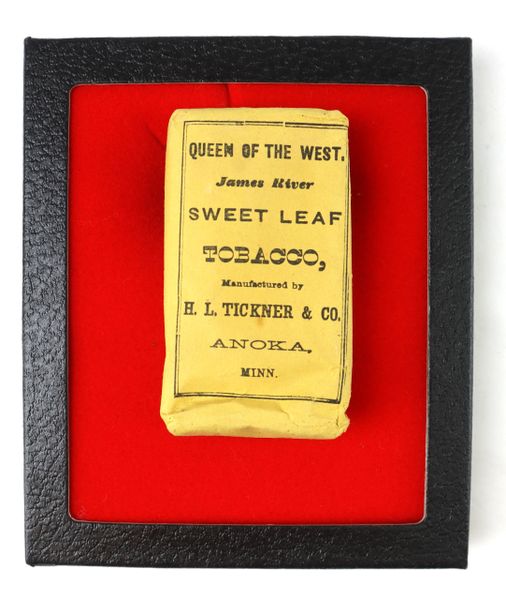 QUEEN OF THE WEST.
James River
SWEET LEAF
TOBACCO,
Manufactured by
H. L. TICKNER & CO.
ANOKA,
MINN.